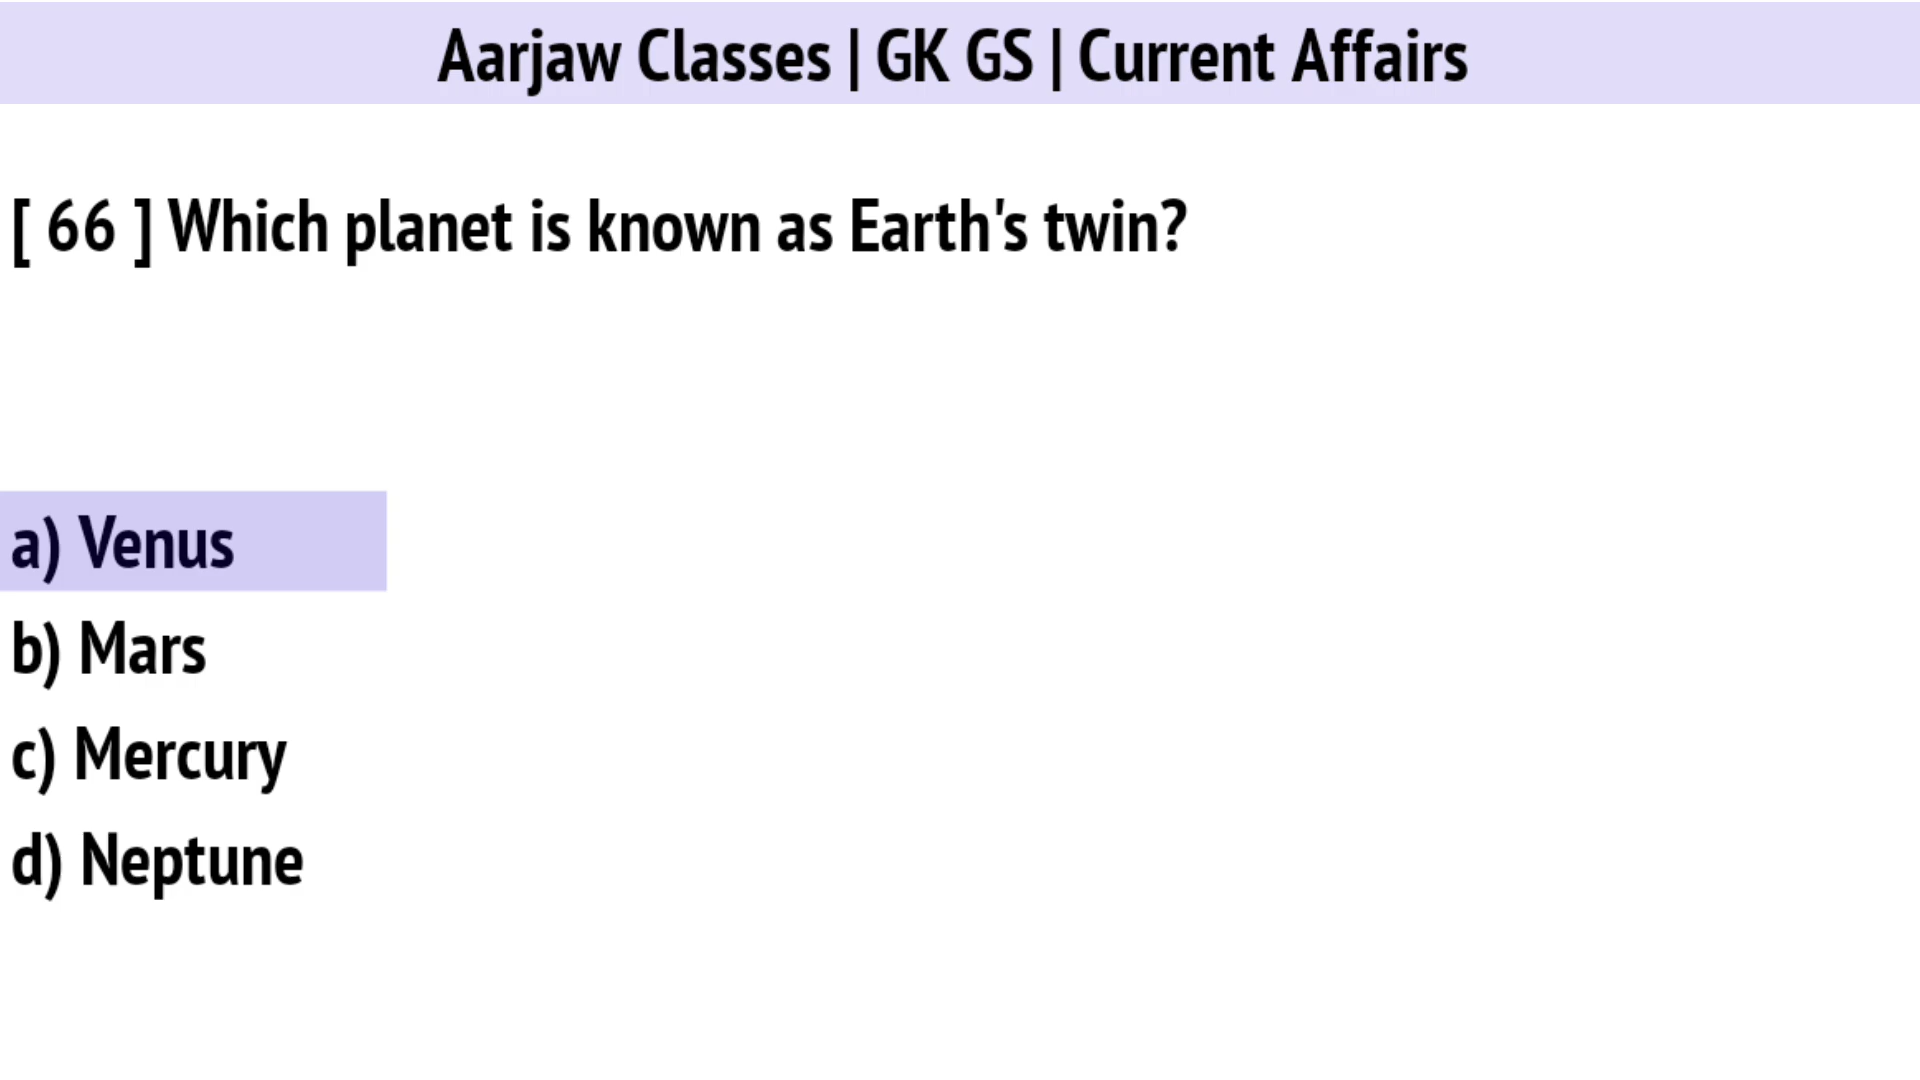 Aarjaw Classes | GK GS | Current Affairs
[ 66 ] Which planet is known as Earth's twin?
a) Venus
b) Mars
c) Mercury
d) Neptune